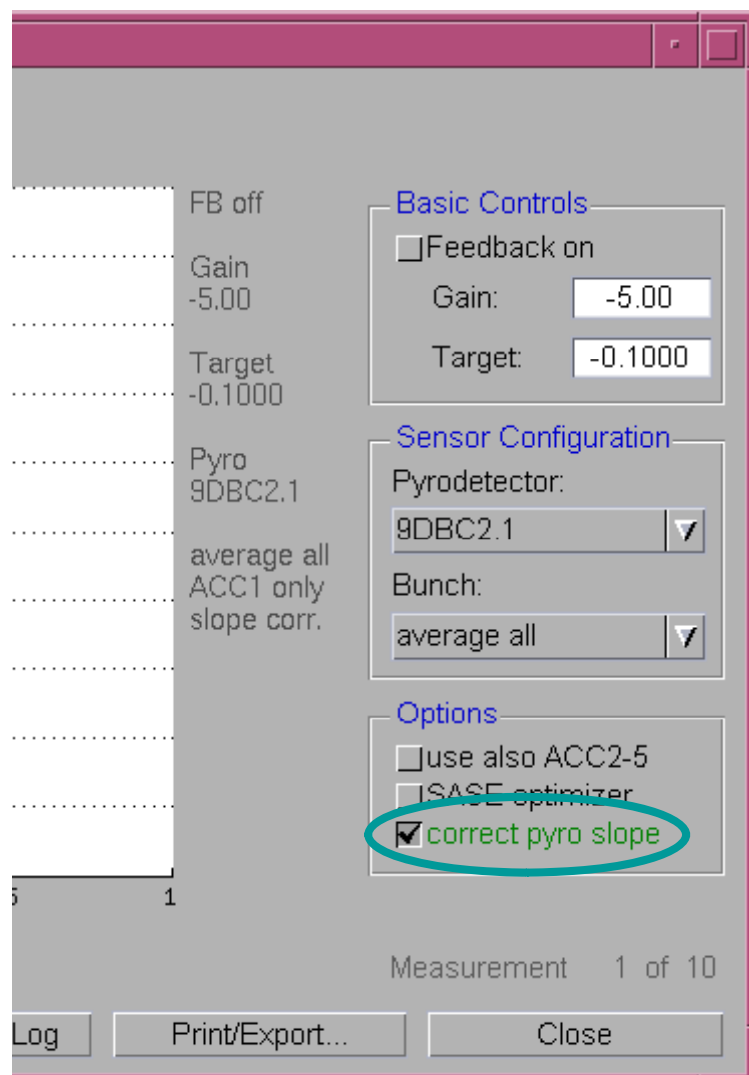 FB off
Gain
-5.00
Target
-0.1000
Pyro
9DBC2.1
average all
ACC1 only
slope corr.
Basic Controls
Feedback on
Gain: -5.00
Target: -0.1000
Sensor Configuration
Pyrodetector:
9DBC2.1
Bunch:
average all
Options
use also ACC2-5
SASE optimizer
correct pyro slope
1
Measurement 1 of 10
Log Print/Export... Close